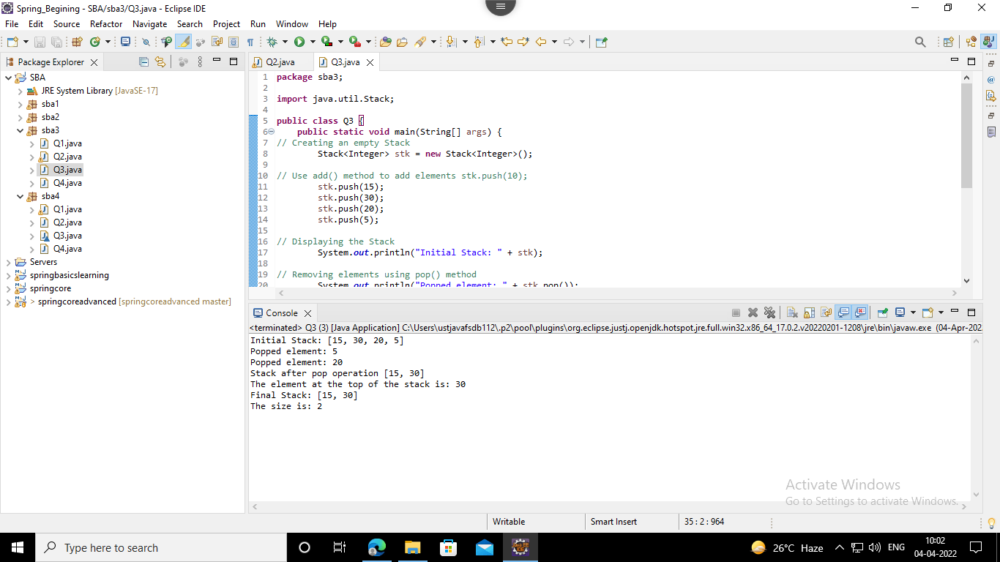 Spring_Begining - SBA/sba3/Q3.java - Eclipse IDE
File Edit Source Refactor Navigate Search Project Run Window Help
Package Explorer
SBA
JRE System Library [JavaSE-17]
sba1
sba2
sba3
Q1.java
Q2.java
Q3.java
Q4.java
sba4
Q1.java
Q2.java
Q3.java
Q4.java
Servers
springbasicslearning
springcore
> springcoreadvanced [springcoreadvanced master]
Q2.java Q3.java
1 package sba3;
2
3 import java.util.Stack;
4
5 public class Q3 {
6 public static void main(String[] args) {
7 // Creating an empty Stack
8 Stack<Integer> stk = new Stack<Integer>();
9
10 // Use add() method to add elements stk.push(10);
11 stk.push(15);
12 stk.push(30);
13 stk.push(20);
14 stk.push(5);
15
16 // Displaying the Stack
17 System.out.println("Initial Stack: " + stk);
18
19 // Removing elements using pop() method
20 System.out.println("Popped element: " + stk.pop());
Console
<terminated> Q3 (3) [Java Application] C:\Users\ustjavafsdb112\.p2\pool\plugins\org.eclipse.justj.openjdk.hotspot.jre.full.win32.x86_64_17.0.2.v20220201-1208\jre\bin\javaw.exe (04-Apr-202
Initial Stack: [15, 30, 20, 5]
Popped element: 5
Popped element: 20
Stack after pop operation [15, 30]
The element at the top of the stack is: 30
Final Stack: [15, 30]
The size is: 2
Activate Windows
Go to Settings to activate Windows.
Writable Smart Insert 35 : 2 : 964
Type here to search
JAVA EE
IDE
26°C Haze
ENG
10:02
04-04-2022